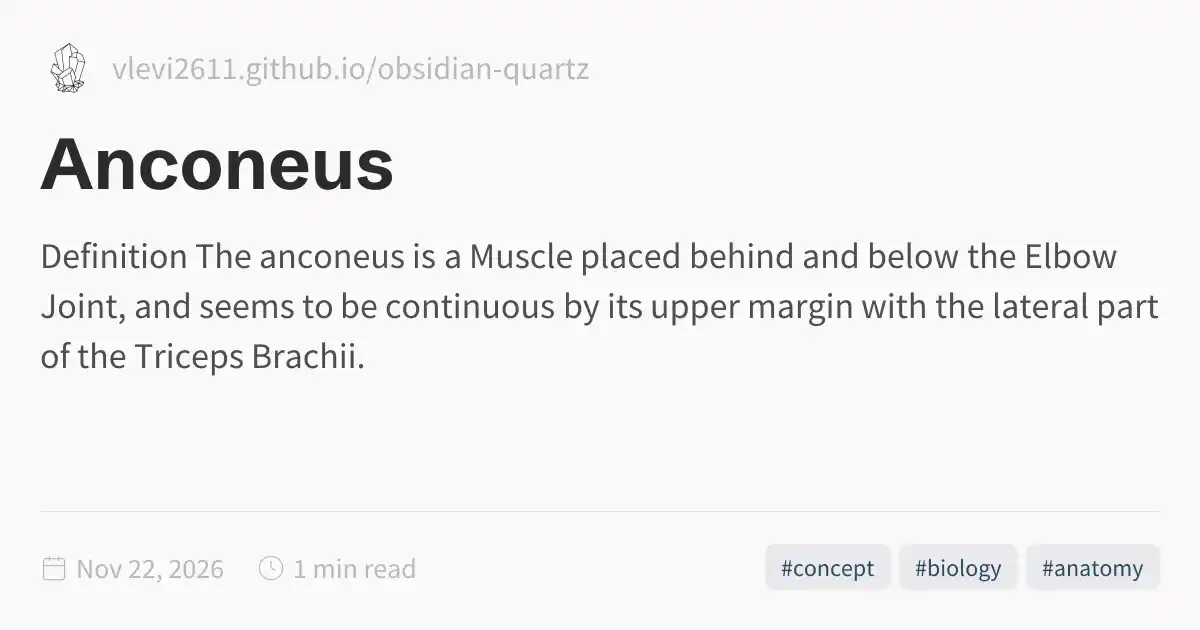 vlevi2611.github.io/obsidian-quartz
Anconeus
Definition The anconeus is a Muscle placed behind and below the Elbow
Joint, and seems to be continuous by its upper margin with the lateral part
of the Triceps Brachii.
Nov 22, 2026 1 min read #concept #biology #anatomy